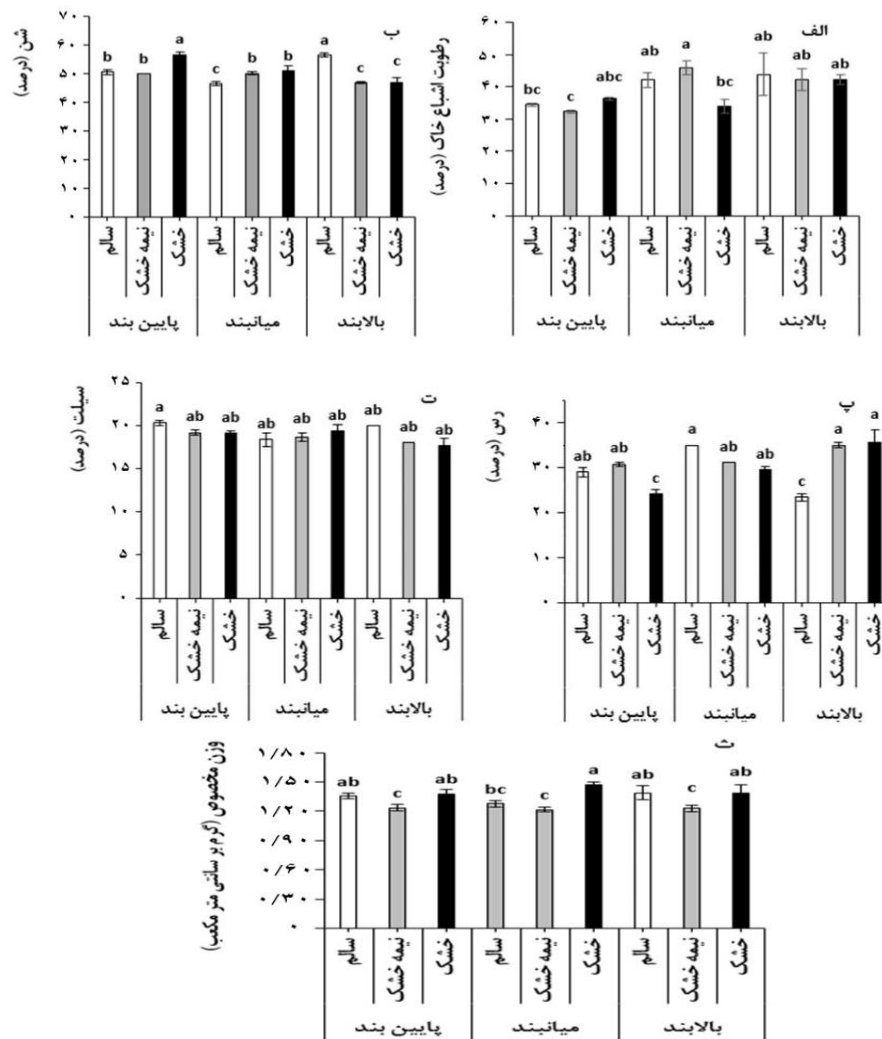 الف
رطوبت اشباع خاک (درصد)
۶۰
۵۰
۴۰
۳۰
۲۰
۱۰
۰
bc c abc ab a bc ab ab ab
سالم نیمه خشک خشک سالم نیمه خشک خشک سالم نیمه خشک خشک
پایین بند میانبند بالابند
ب
شن (درصد)
۷۰
۶۰
۵۰
۴۰
۳۰
۲۰
۱۰
۰
b b a c b b a c c
سالم نیمه خشک خشک سالم نیمه خشک خشک سالم نیمه خشک خشک
پایین بند میانبند بالابند
پ
رس (درصد)
۴۰
۳۰
۲۰
۱۰
۰
ab ab c a ab ab c a a
سالم نیمه خشک خشک سالم نیمه خشک خشک سالم نیمه خشک خشک
پایین بند میانبند بالابند
ت
سیلت (درصد)
۲۵
۲۰
۱۵
۱۰
۵
۰
a ab ab ab ab ab ab ab ab
سالم نیمه خشک خشک سالم نیمه خشک خشک سالم نیمه خشک خشک
پایین بند میانبند بالابند
ث
وزن مخصوص (گرم بر سانتی متر مکعب)
۱/۸۰
۱/۵۰
۱/۲۰
۰/۹۰
۰/۶۰
۰/۳۰
۰
ab c ab bc c a ab c ab
سالم نیمه خشک خشک سالم نیمه خشک خشک سالم نیمه خشک خشک
پایین بند میانبند بالابند